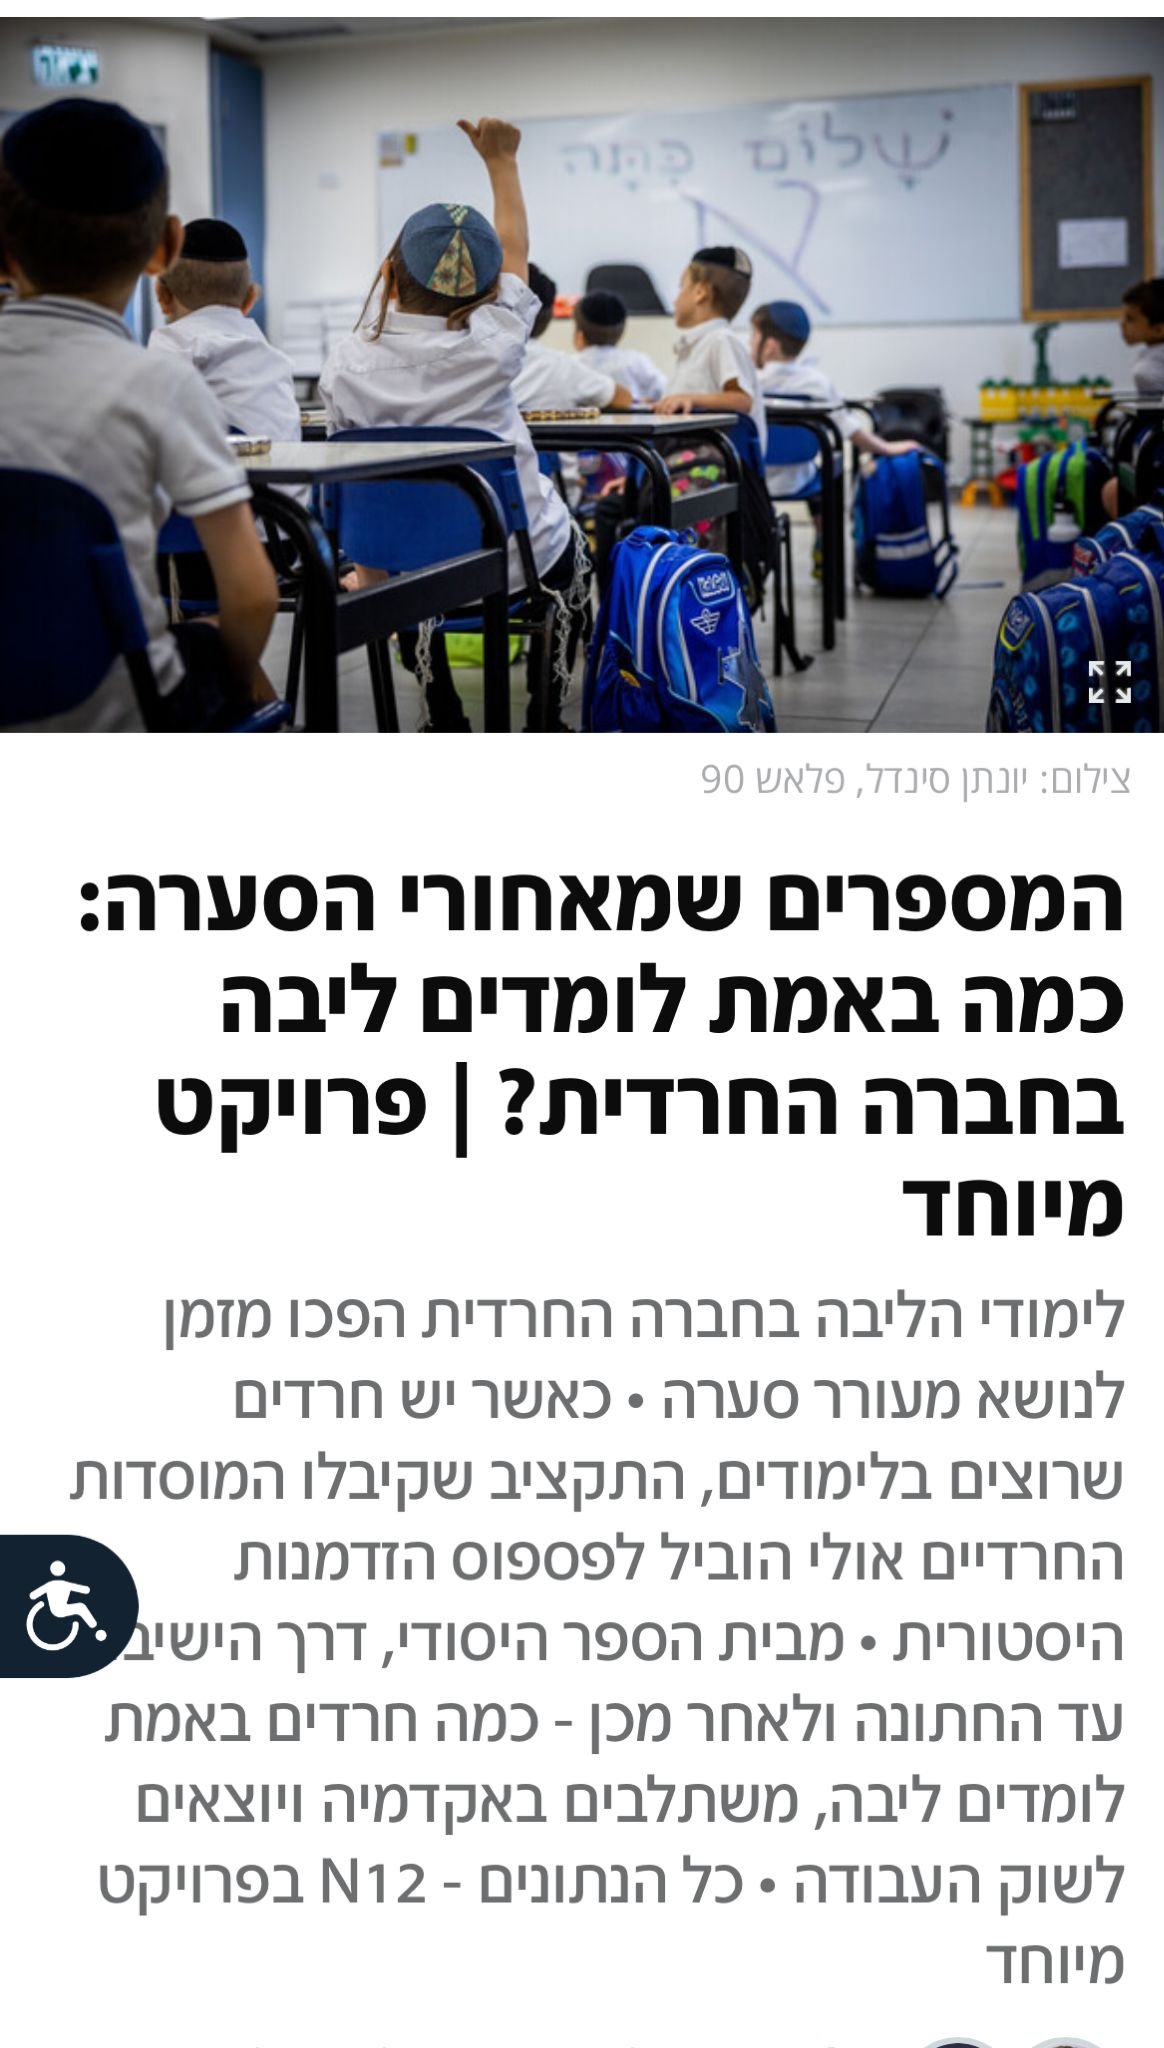 שלום כתה
א
צילום: יונתן סינדל, פלאש 90
המספרים שמאחורי הסערה:
כמה באמת לומדים ליבה
בחברה החרדית? | פרויקט
מיוחד
לימודי הליבה בחברה החרדית הפכו מזמן
לנושא מעורר סערה • כאשר יש חרדים
שרוצים בלימודים, התקציב שקיבלו המוסדות
החרדיים אולי הוביל לפספוס הזדמנות
היסטורית • מבית הספר היסודי, דרך
עד החתונה ולאחר מכן - כמה חרדים באמת
לומדים ליבה, משתלבים באקדמיה ויוצאים
לשוק העבודה • כל הנתונים - N12 בפרויקט
מיוחד